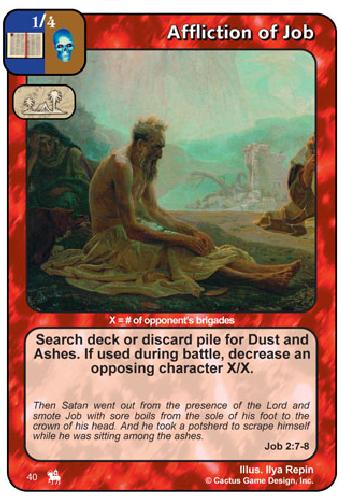 1/4
Affliction of Job
X = # of opponent's brigades
Search deck or discard pile for Dust and
Ashes. If used during battle, decrease an
opposing character X/X.
Then Satan went out from the presence of the Lord and
smote Job with sore boils from the sole of his foot to the
crown of his head. And he took a potsherd to scrape himself
while he was sitting among the ashes.
Job 2:7-8
Illus. Ilya Repin
40
© Cactus Game Design, Inc.